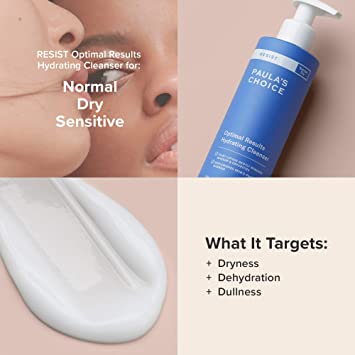 RESIST Optimal Results
Hydrating Cleanser for:
Normal
Dry
Sensitive
RESIST
PAULA'S
CHOICE
Optimal Results
Hydrating Cleanser
What It Targets:
+ Dryness
+ Dehydration
+ Dullness